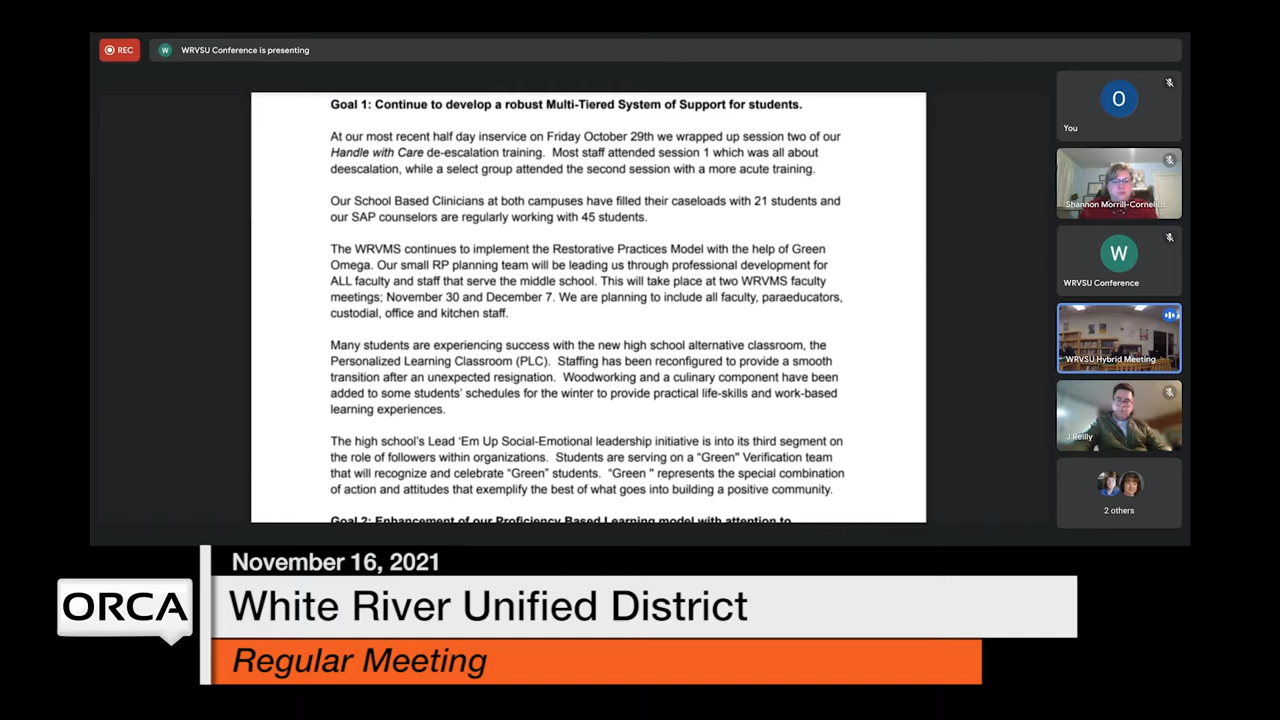 REC
W
WRVSU Conference is presenting
Goal 1: Continue to develop a robust Multi-Tiered System of Support for students.
At our most recent half day inservice on Friday October 29th we wrapped up session two of our
Handle with Care de-escalation training. Most staff attended session 1 which was all about
deescalation, while a select group attended the second session with a more acute training.
Our School Based Clinicians at both campuses have filled their caseloads with 21 students and
our SAP counselors are regularly working with 45 students.
The WRVMS continues to implement the Restorative Practices Model with the help of Green
Omega. Our small RP planning team will be leading us through professional development for
ALL faculty and staff that serve the middle school. This will take place at two WRVMS faculty
meetings; November 30 and December 7. We are planning to include all faculty, paraeducators,
custodial, office and kitchen staff.
Many students are experiencing success with the new high school alternative classroom, the
Personalized Learning Classroom (PLC). Staffing has been reconfigured to provide a smooth
transition after an unexpected resignation. Woodworking and a culinary component have been
added to some students' schedules for the winter to provide practical life-skills and work-based
learning experiences.
The high school's Lead 'Em Up Social-Emotional leadership initiative is into its third segment on
the role of followers within organizations. Students are serving on a "Green" Verification team
that will recognize and celebrate "Green" students. "Green " represents the special combination
of action and attitudes that exemplify the best of what goes into building a positive community.
Goal 2: Enhancement of our Proficiency Based Learning model with attention to
O
You
Shannon Morrill-Cornelius
W
WRVSU Conference
WRVSU Hybrid Meeting
J Reilly
2 others
November 16, 2021
ORCA
White River Unified District
Regular Meeting